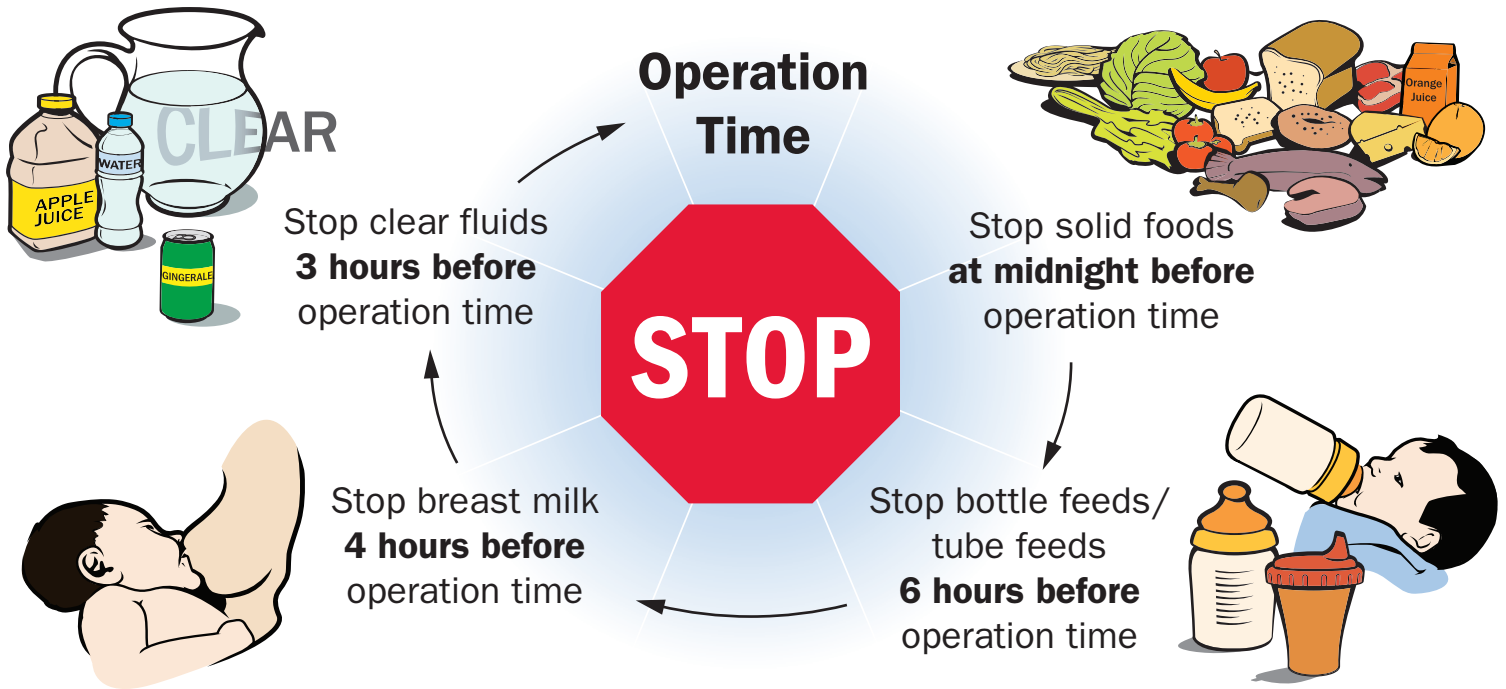 Operation
Time
Orange
Juice
Stop solid foods
at midnight before
operation time
Stop bottle feeds/
tube feeds
6 hours before
operation time
Stop breast milk
4 hours before
operation time
CLEAR
WATER
APPLE
JUICE
GINGERALE
Stop clear fluids
3 hours before
operation time
STOP